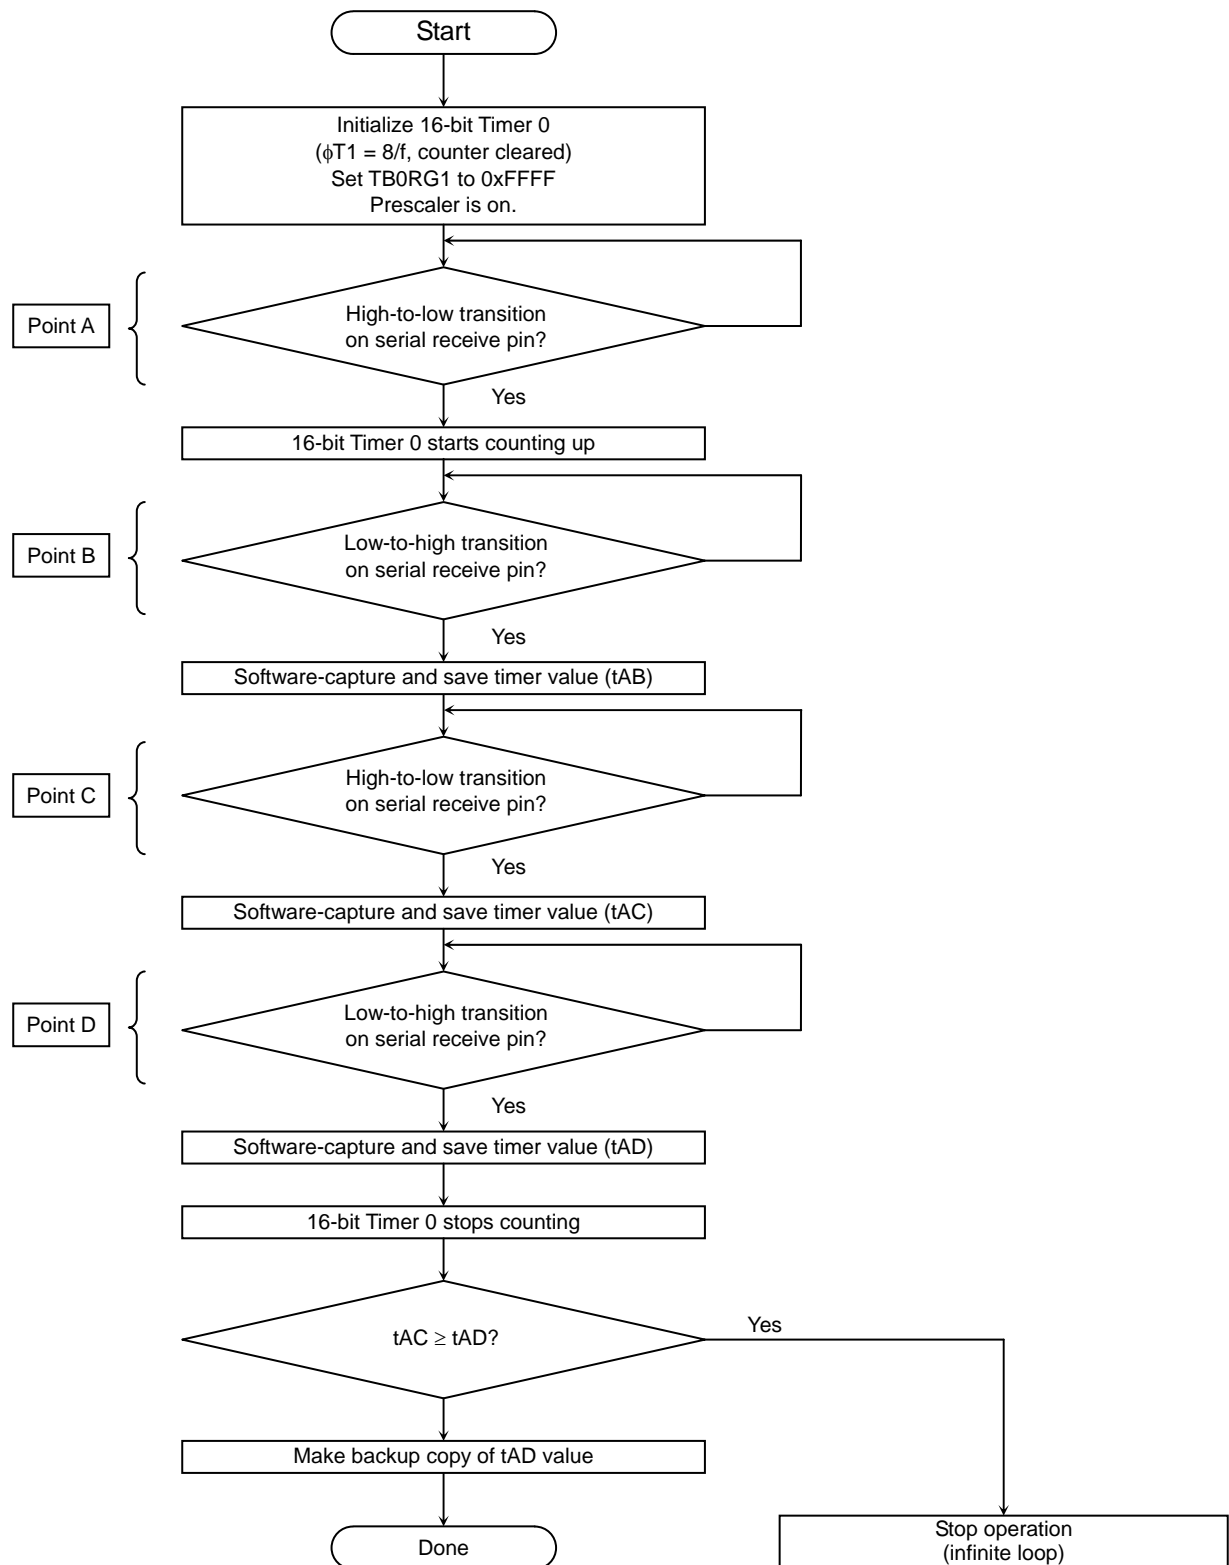 Start
Initialize 16-bit Timer 0
(ϕT1 = 8/f, counter cleared)
Set TB0RG1 to 0xFFFF
Prescaler is on.
Point A
High-to-low transition
on serial receive pin?
Yes
16-bit Timer 0 starts counting up
Point B
Low-to-high transition
on serial receive pin?
Yes
Software-capture and save timer value (tAB)
Point C
High-to-low transition
on serial receive pin?
Yes
Software-capture and save timer value (tAC)
Point D
Low-to-high transition
on serial receive pin?
Yes
Software-capture and save timer value (tAD)
16-bit Timer 0 stops counting
tAC ≥ tAD?
Yes
Make backup copy of tAD value
Done
Stop operation
(infinite loop)